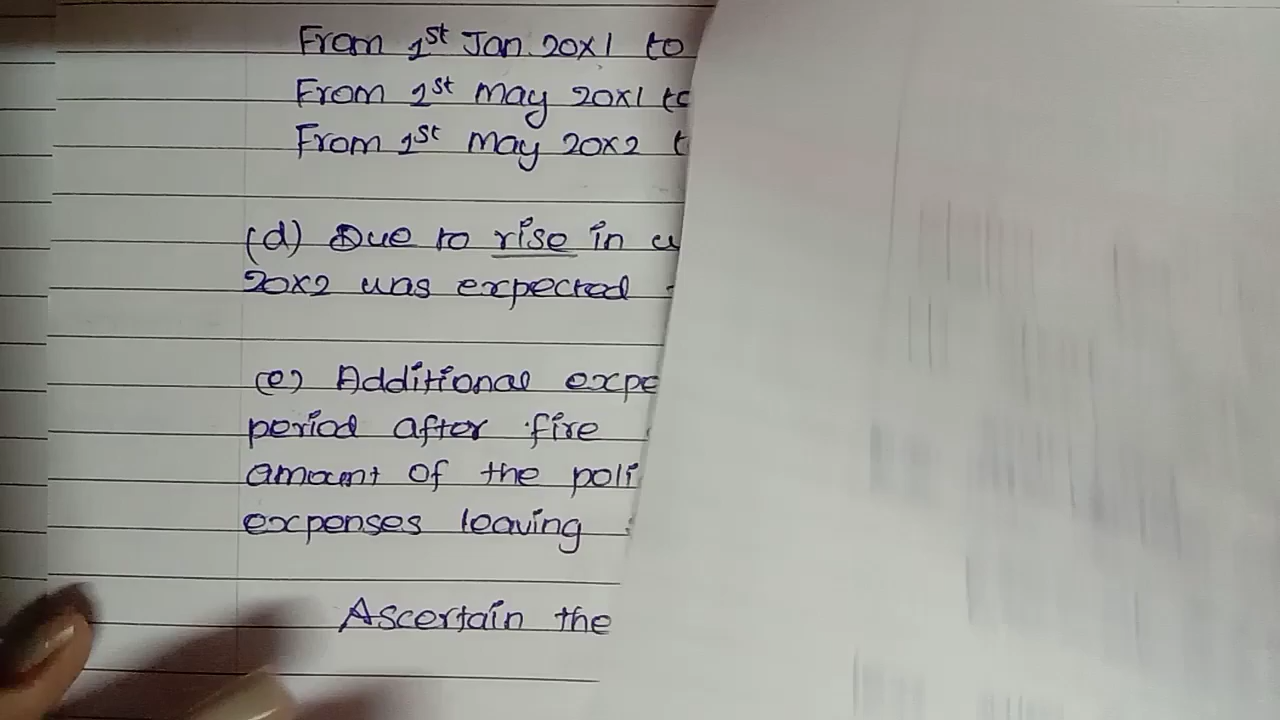 From 1st Jan. 20x1 to
From 1st may 20x1 to
From 1st may 20x2
(d) Due to rise in
20x2 was expected
(e) Additional expe
period after fire
amount of the poli
expenses leaving
Ascertain the